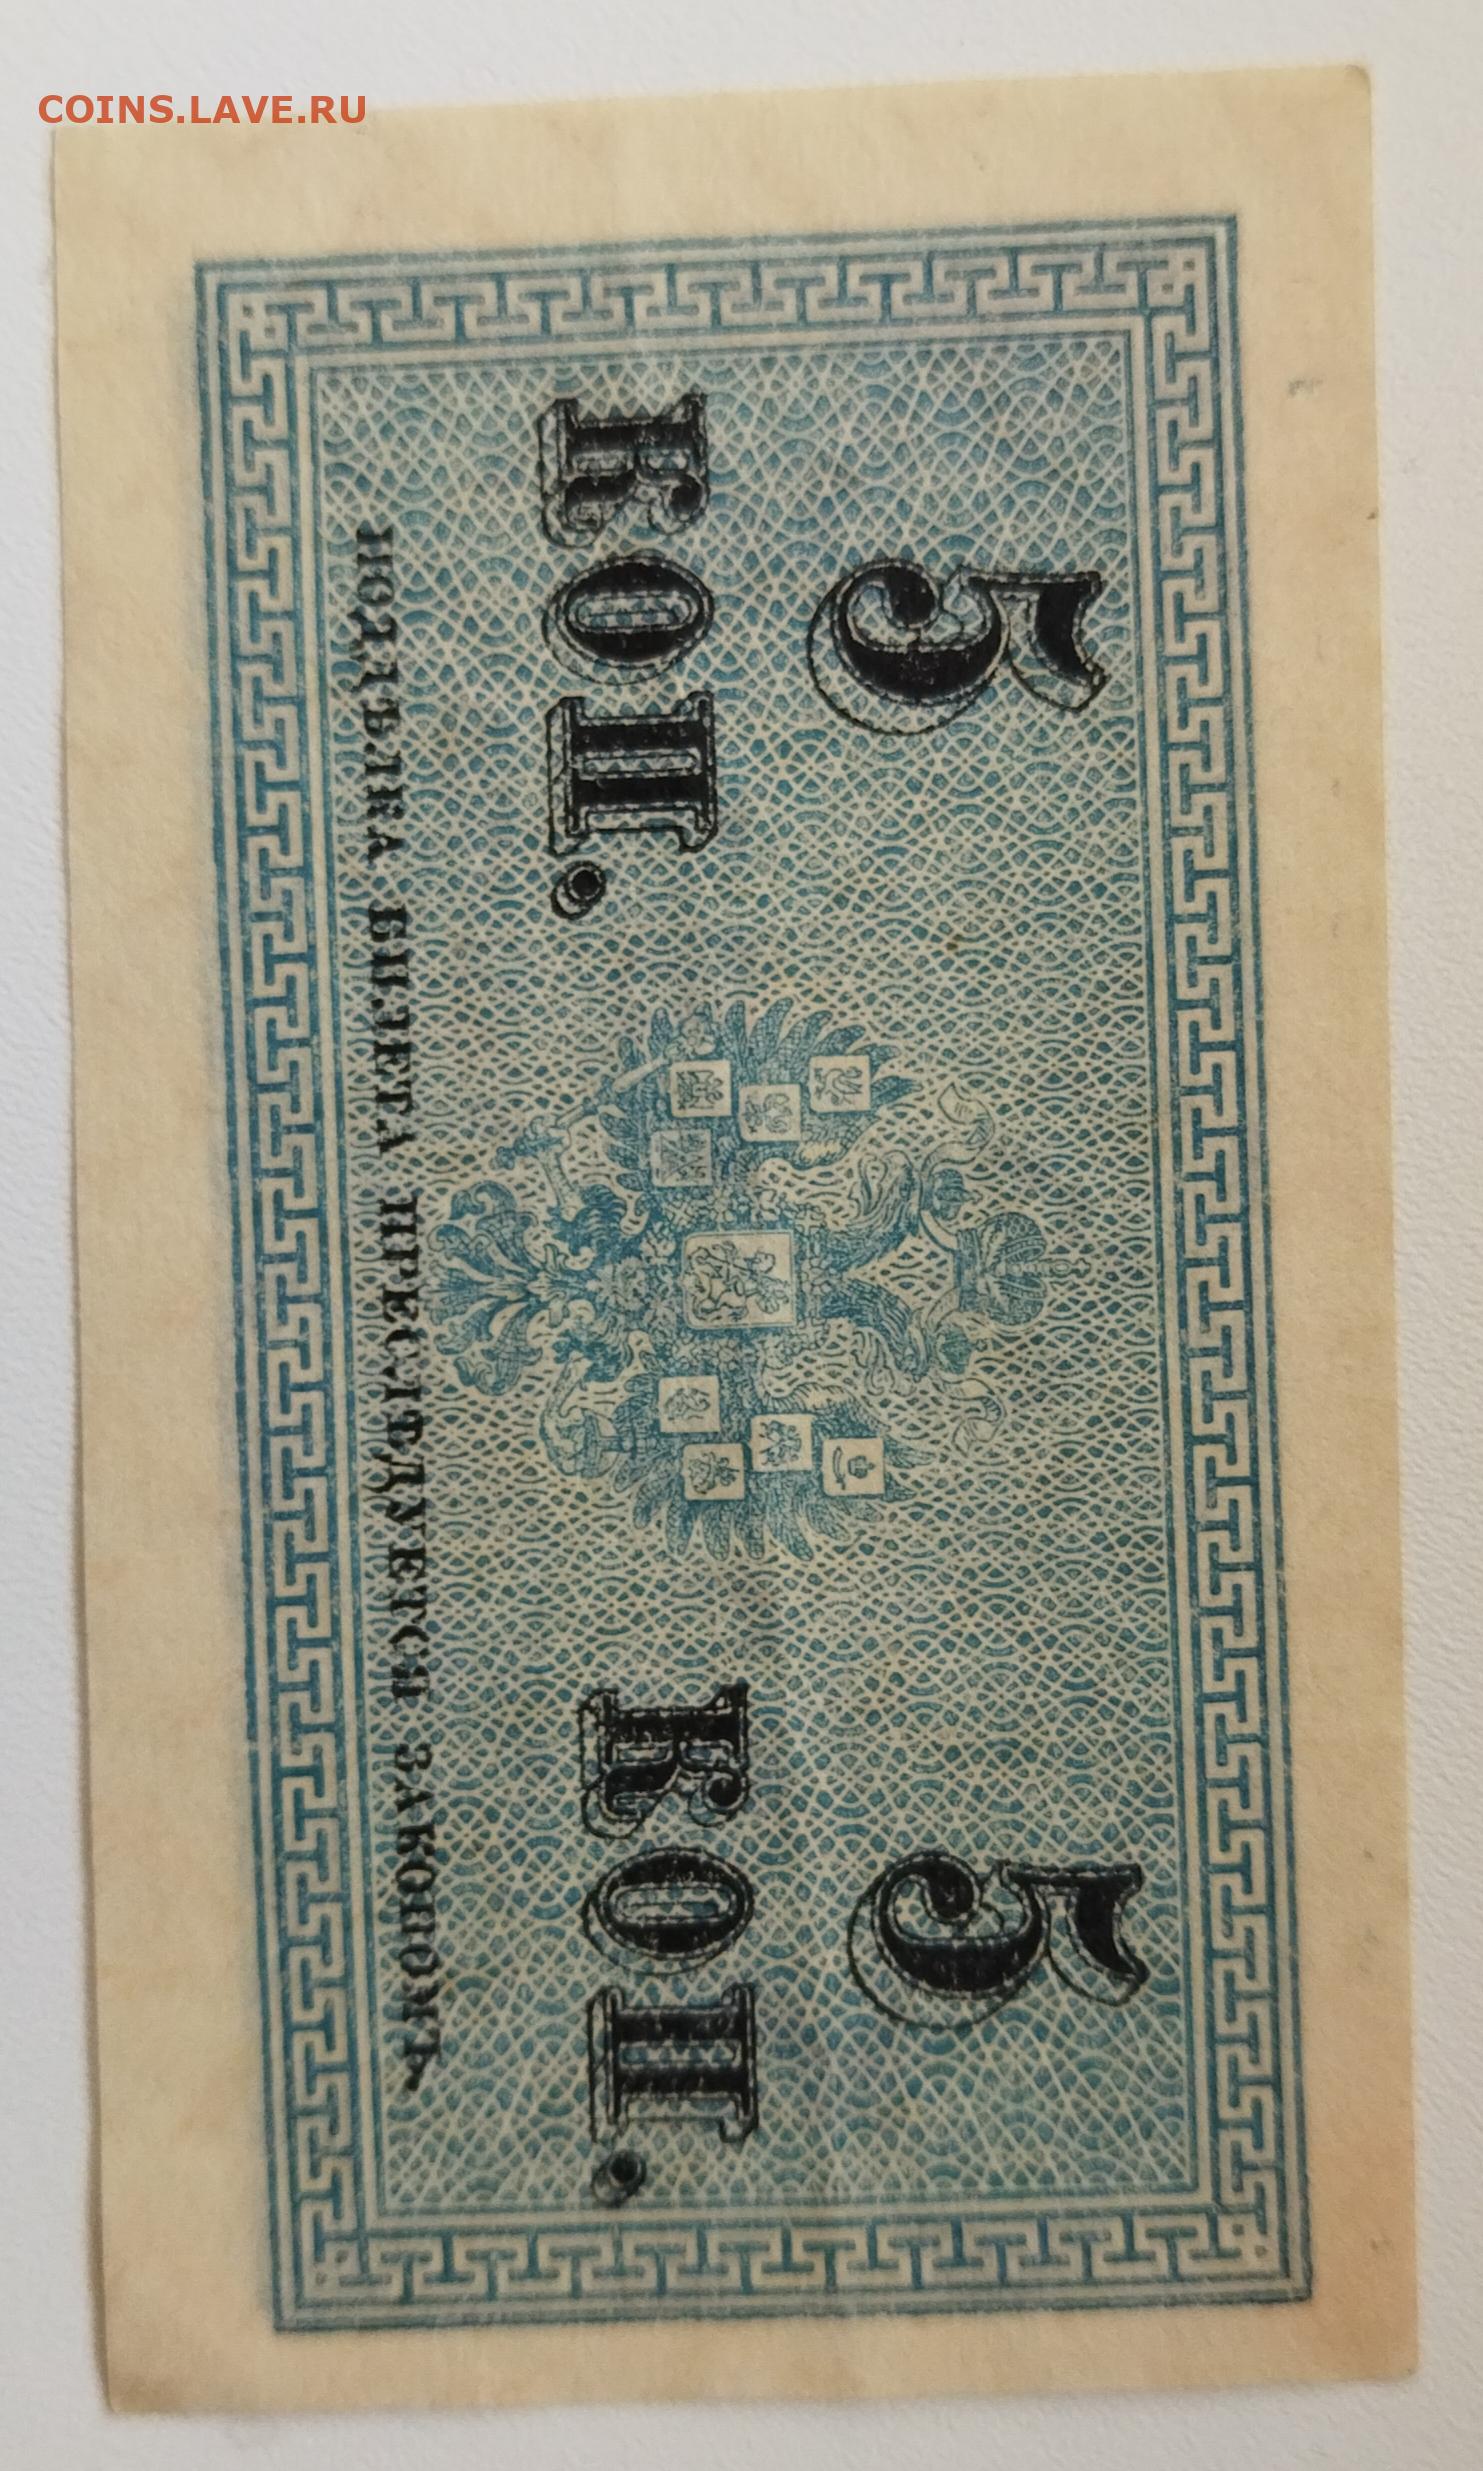 COINS.LAVE.RU
5 5
КОП. КОП.
ПОДДѢЛКА БИЛЕТА ПРЕСЛѢДУЕТСЯ ЗАКОНОМЪ.